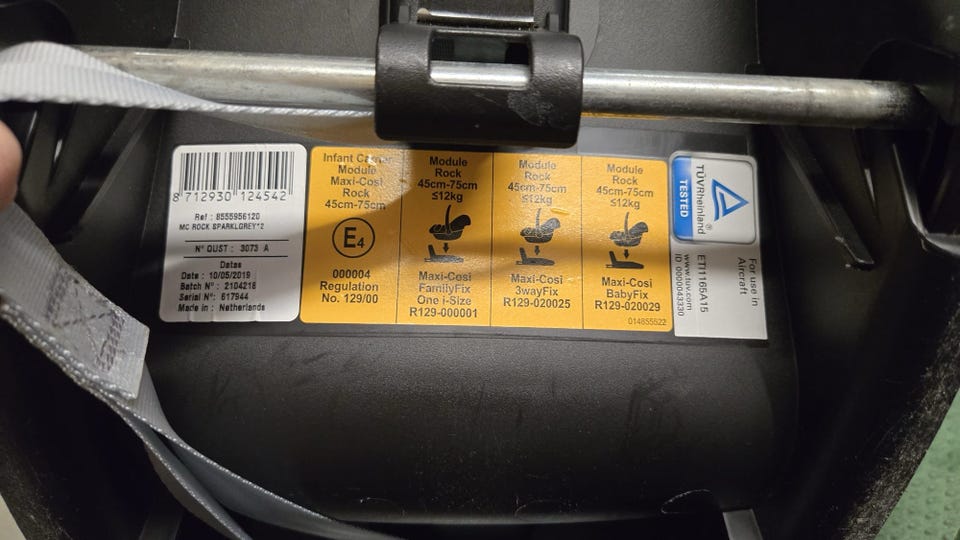 8 712930 124542
Ref : 8555956120
MC ROCK SPARKLGREY*2
N° QUST : 3073 A
Datas
Date : 10/05/2019
Batch N° : 2104218
Serial N° : 617944
Made in : Netherlands
Infant Carrier
Module
Maxi-Cosi
Rock
45cm-75cm
E4
000004
Regulation
No. 129/00
Module
Rock
45cm-75cm
≤12kg
Maxi-Cosi
FamilyFix
One i-Size
R129-000001
Module
Rock
45cm-75cm
≤12kg
Maxi-Cosi
3wayFix
R129-020025
Module
Rock
45cm-75cm
≤12kg
Maxi-Cosi
BabyFix
R129-020029
014855522
TÜVRheinland®
TESTED
ETI1165A15
www.tuv.com
ID 0000043330
For use in
Aircraft